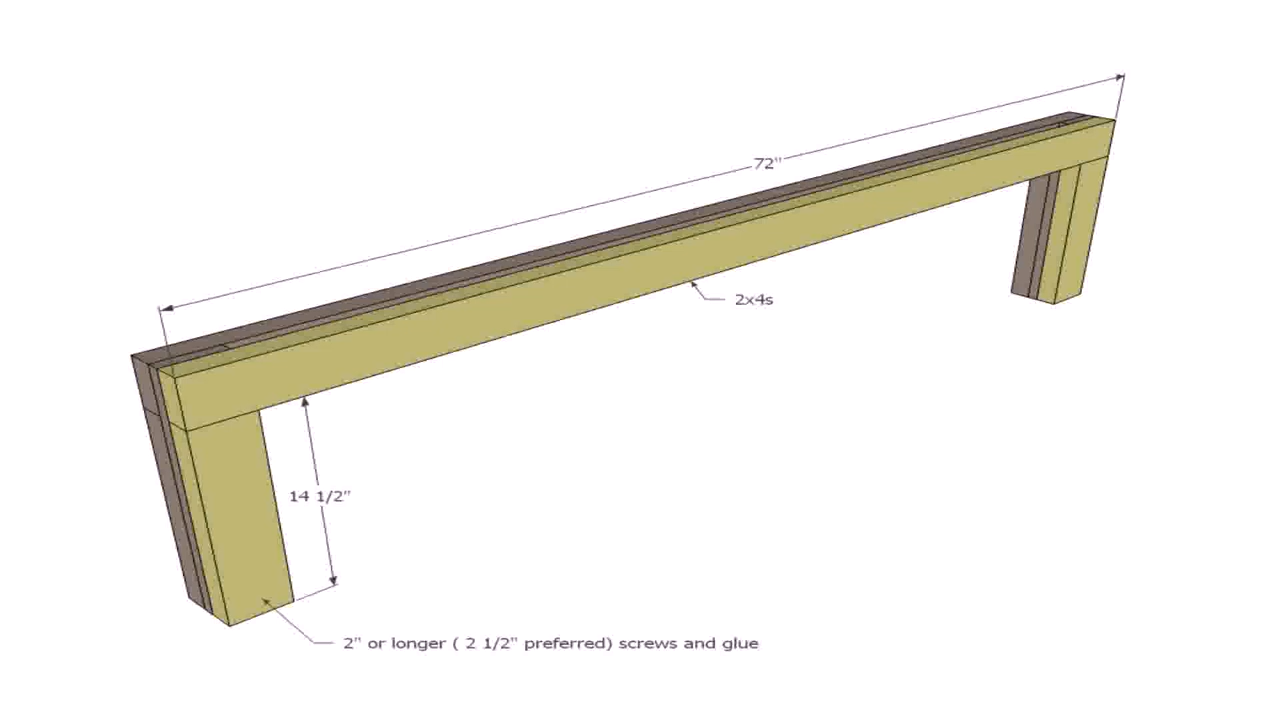 72"
2x4s
14 1/2"
2" or longer ( 2 1/2" preferred) screws and glue